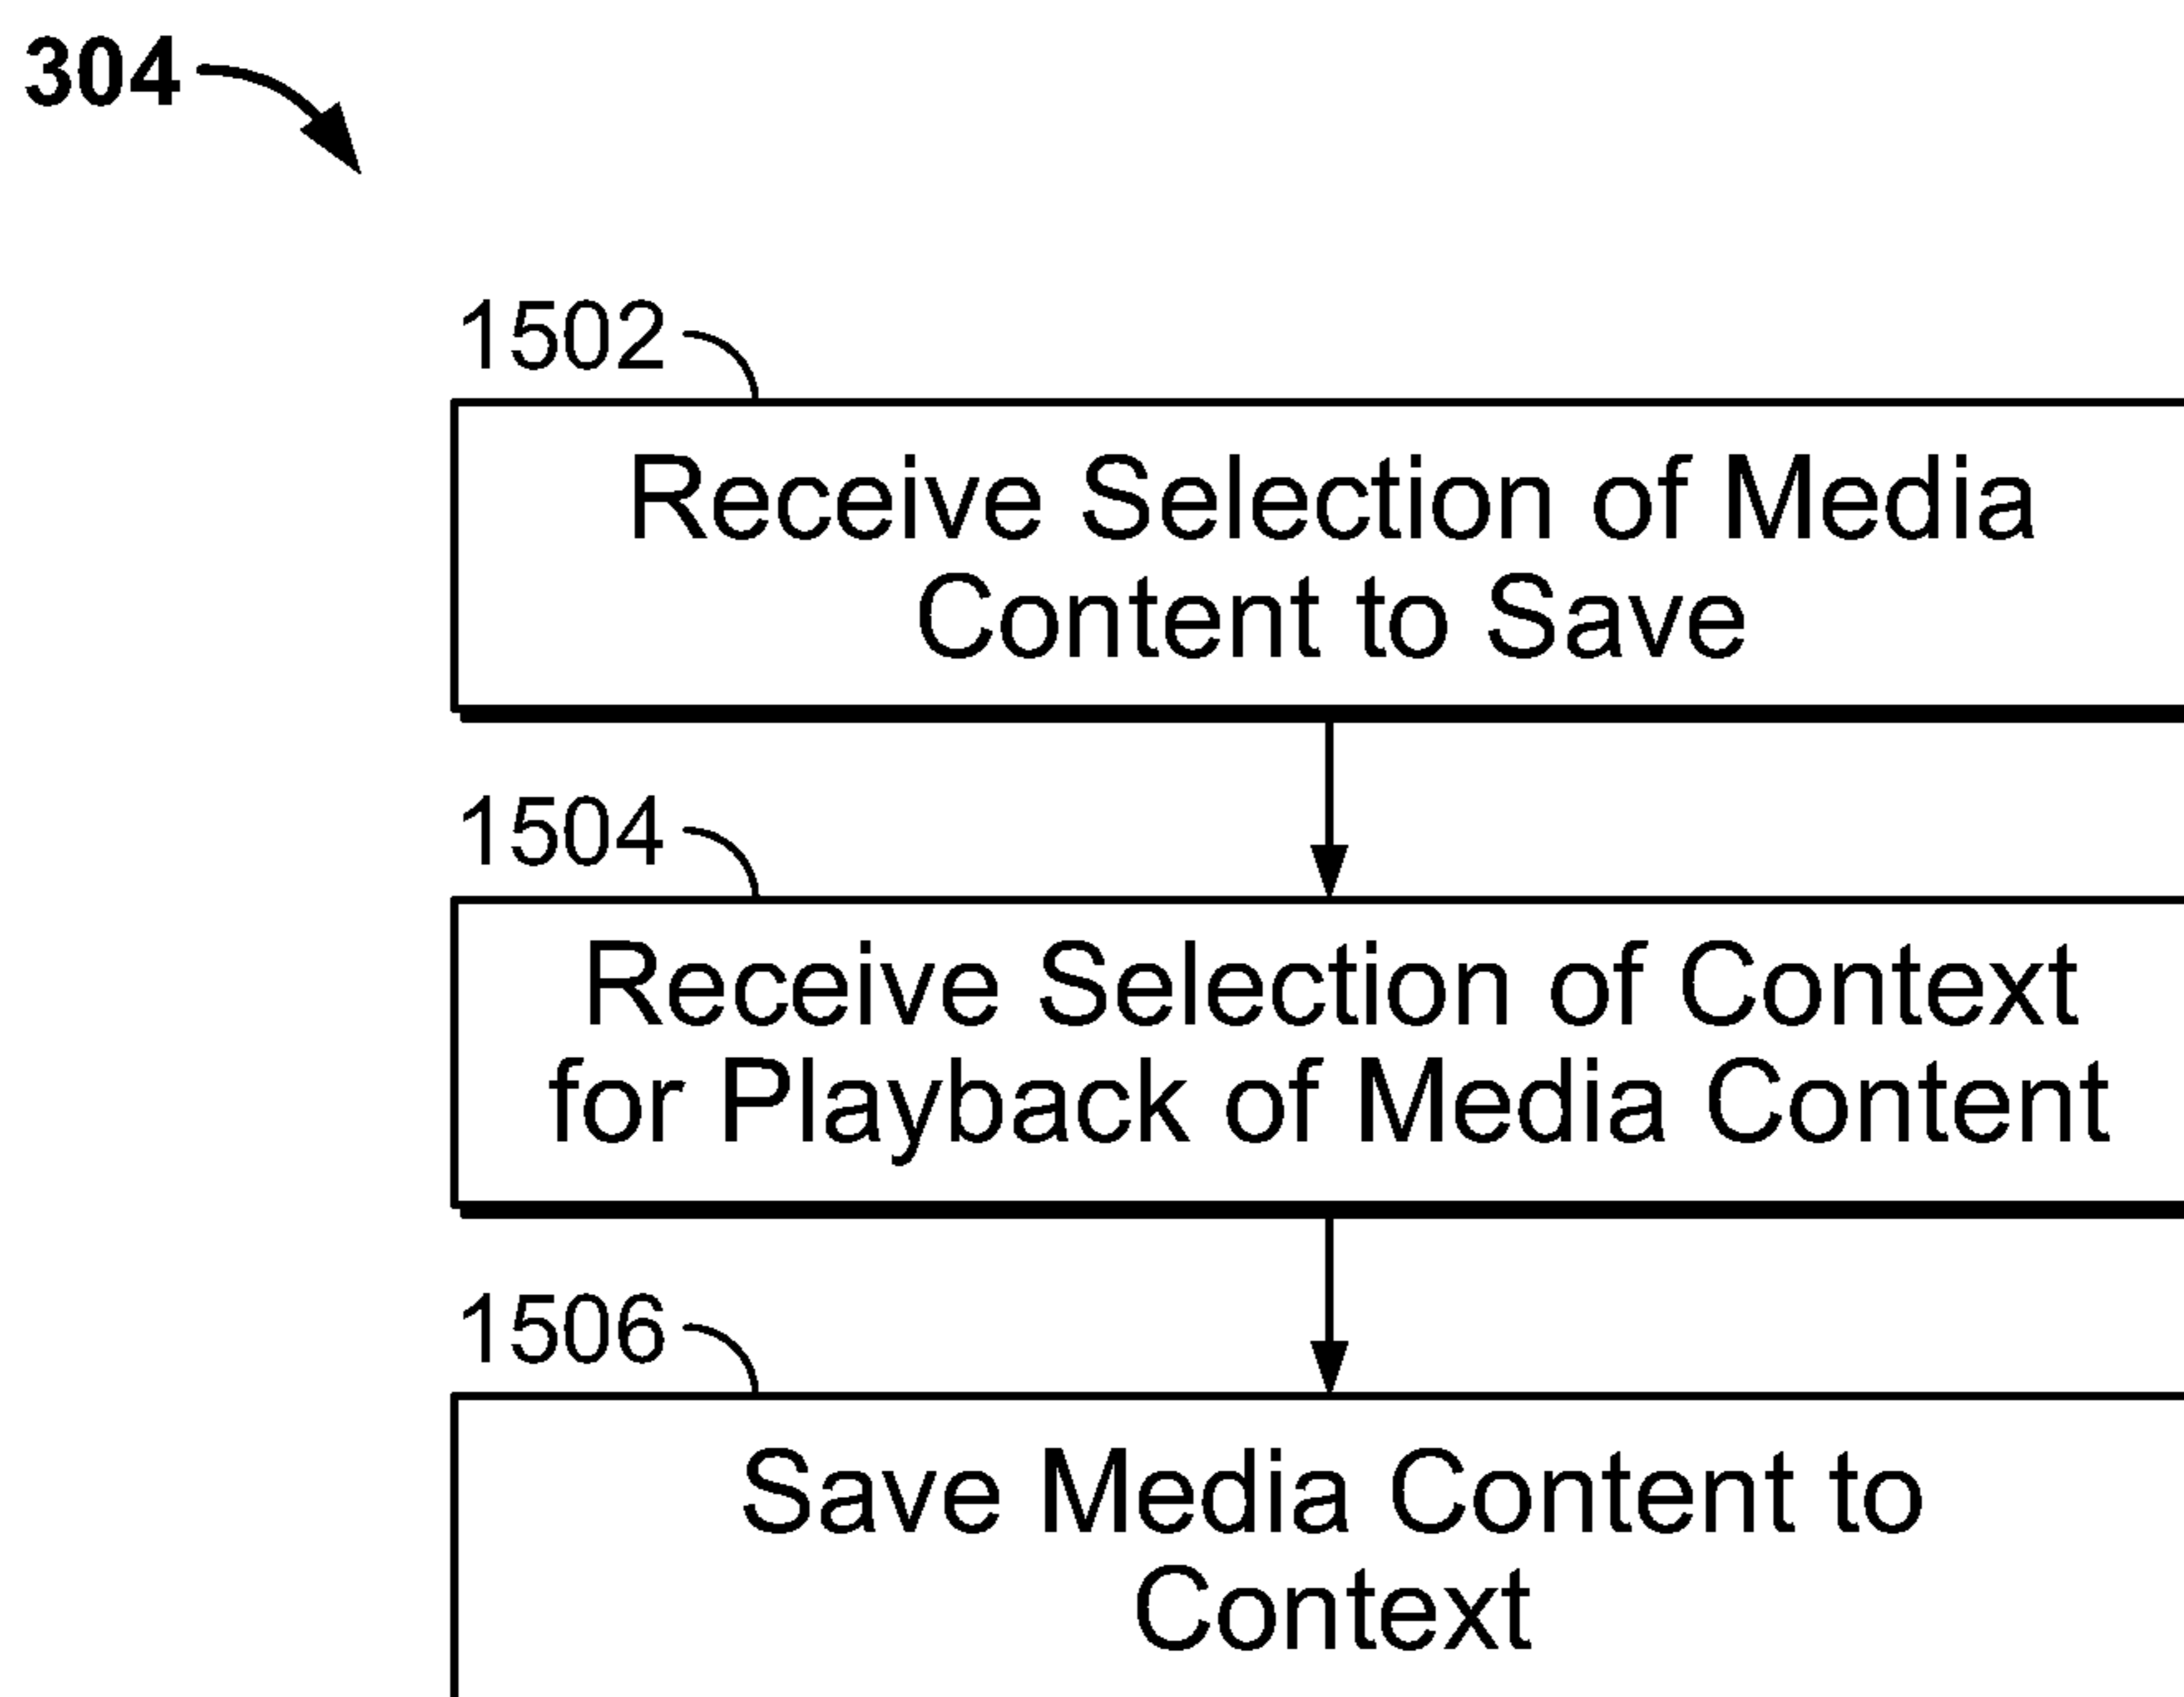 304
1502
Receive Selection of Media
Content to Save
1504
Receive Selection of Context
for Playback of Media Content
1506
Save Media Content to
Context